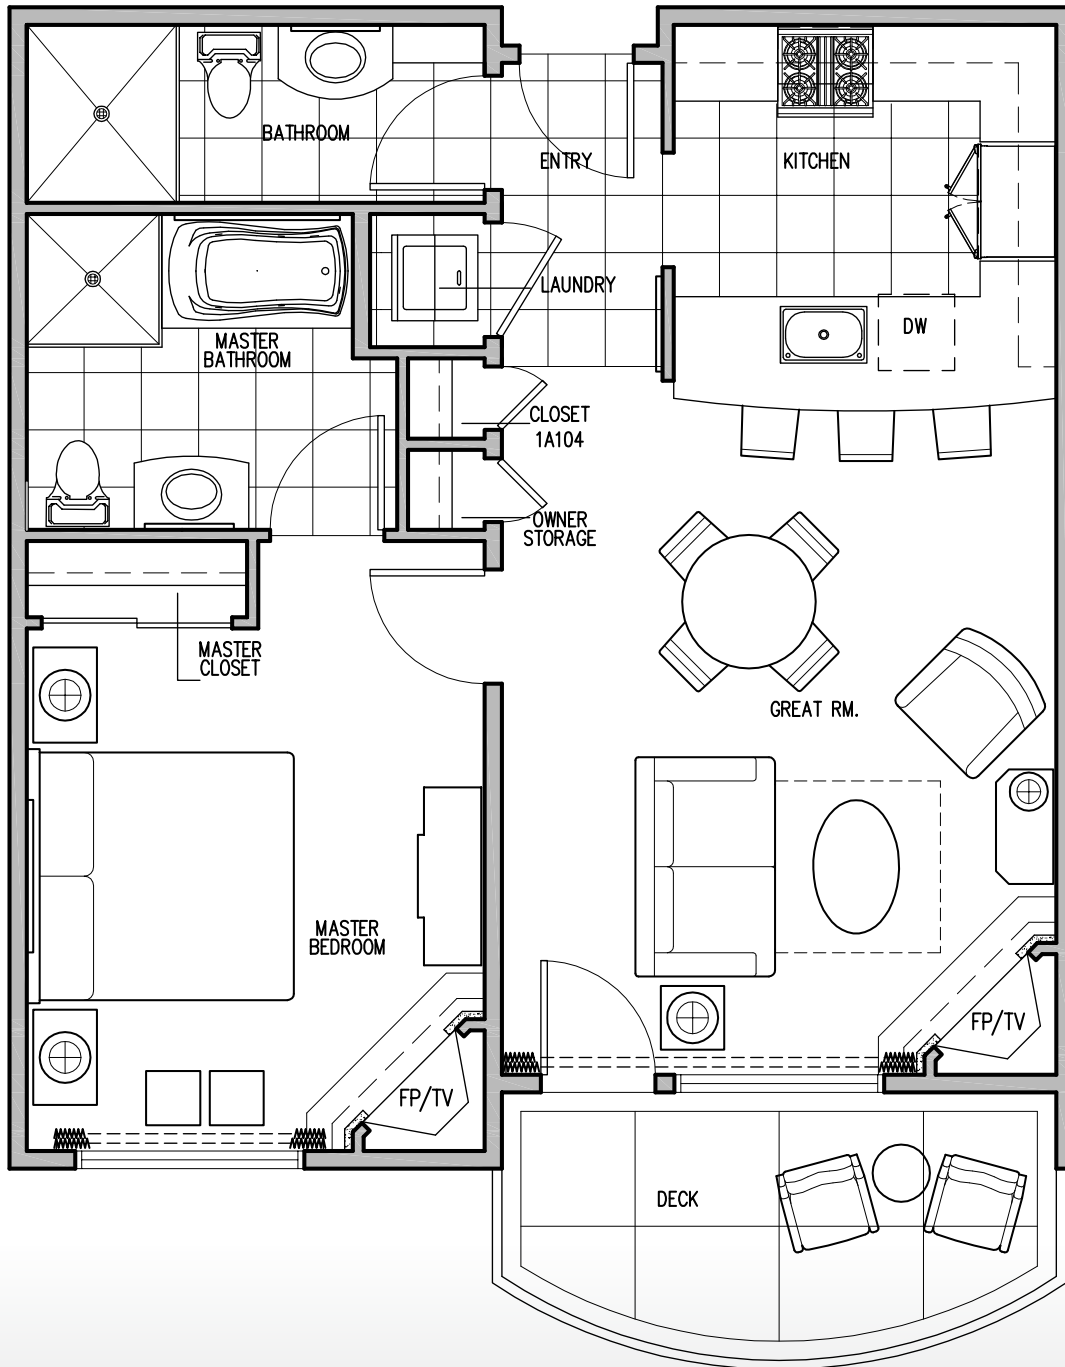 BATHROOM
ENTRY
KITCHEN
LAUNDRY
DW
MASTER
BATHROOM
CLOSET
1A104
OWNER
STORAGE
MASTER
CLOSET
GREAT RM.
MASTER
BEDROOM
FP/TV
FP/TV
DECK